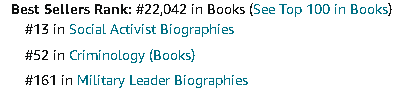 Best Sellers Rank: #22,042 in Books (See Top 100 in Books)
#13 in Social Activist Biographies
#52 in Criminology (Books)
#161 in Military Leader Biographies